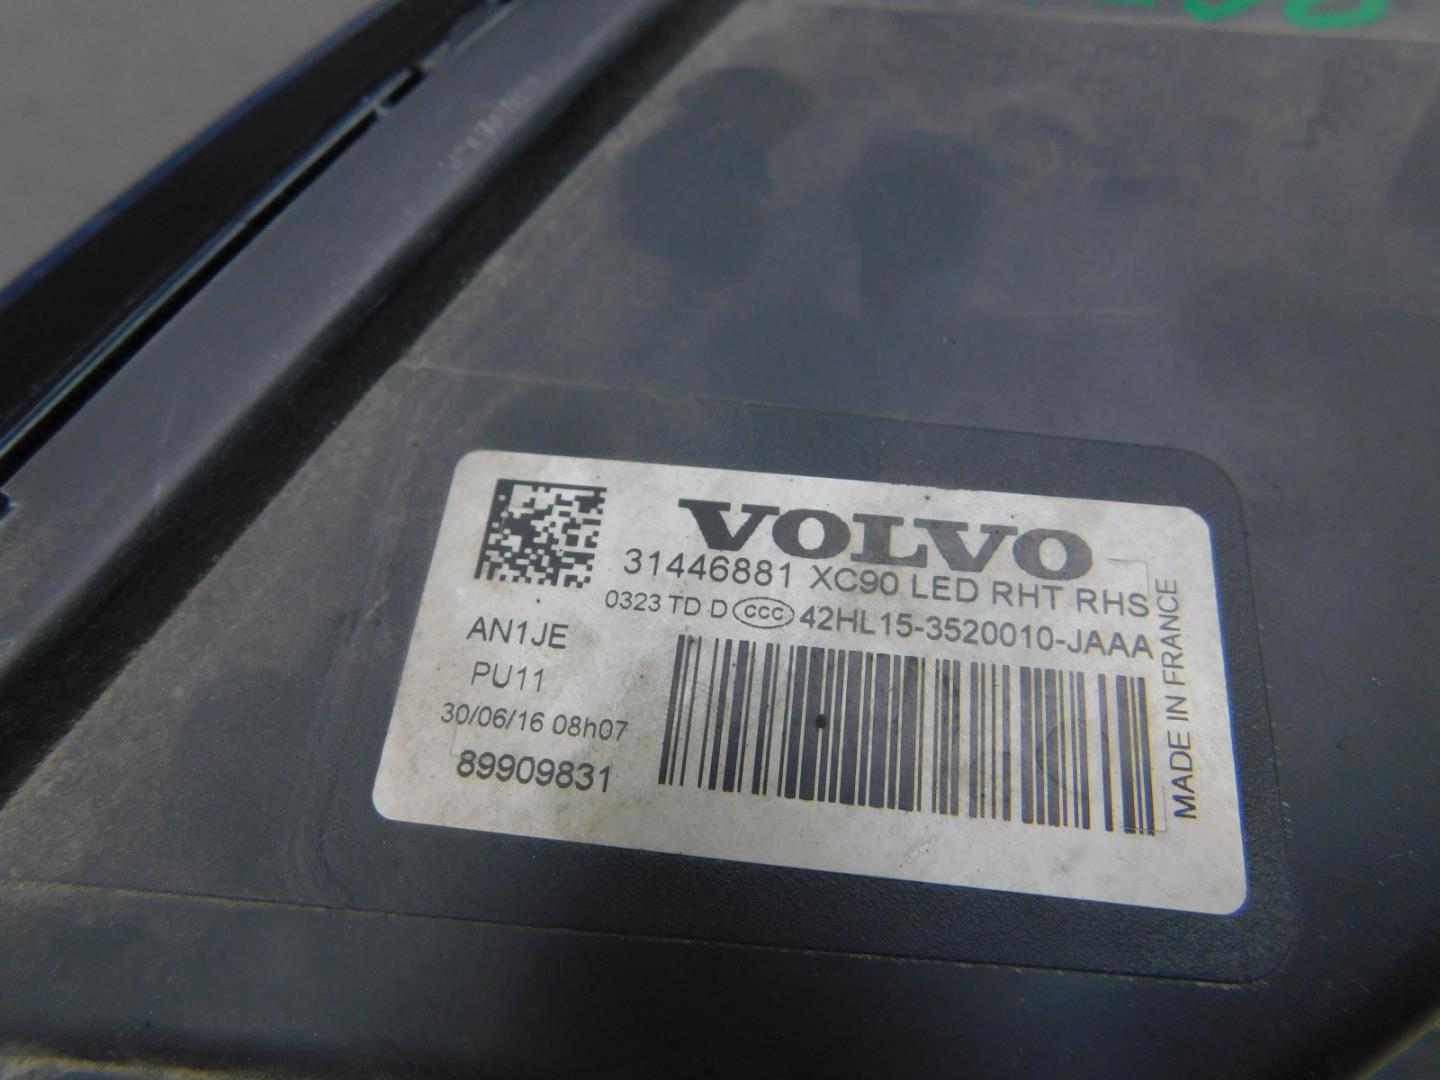 VOLVO
31446881 XC90 LED RHT RHS
0323 TD D CCC 42HL15-3520010-JAAA
AN1JE
PU11
30/06/16 08h07
89909831
MADE IN FRANCE